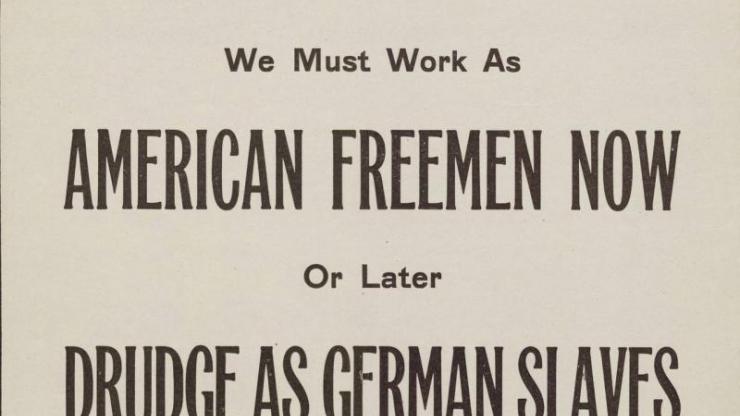 We Must Work As
AMERICAN FREEMEN NOW
Or Later
DRUDGE AS GERMAN SLAVES